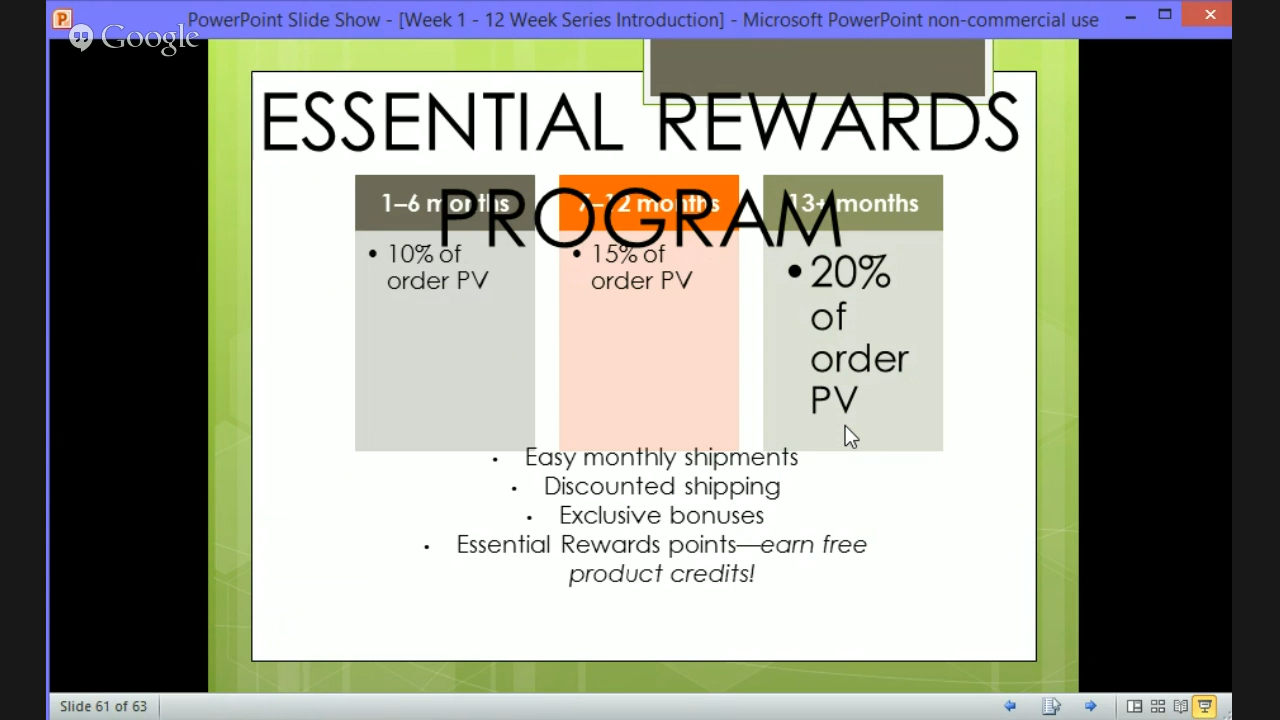 PowerPoint Slide Show - [Week 1 - 12 Week Series Introduction] - Microsoft PowerPoint non-commercial use
Google
ESSENTIAL REWARDS
PROGRAM
1–6 months
7–12 months
13+ months
• 10% of
order PV
• 15% of
order PV
• 20%
of
order
PV
• Easy monthly shipments
• Discounted shipping
• Exclusive bonuses
• Essential Rewards points—earn free
product credits!
Slide 61 of 63